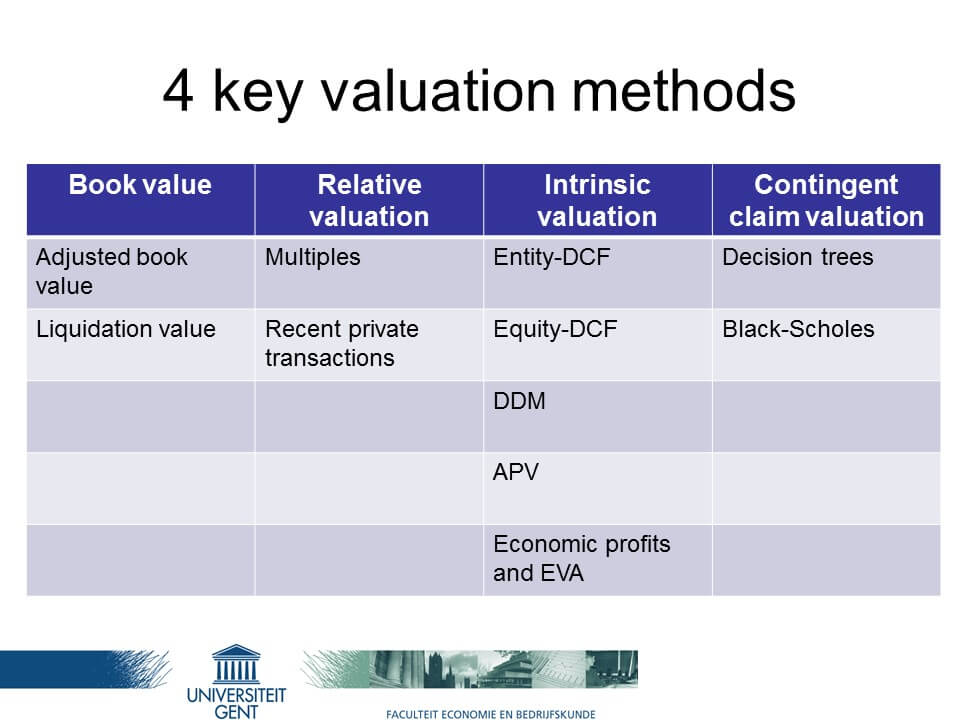 4 key valuation methods
Book value
Relative
valuation
Intrinsic
valuation
Contingent
claim valuation
Adjusted book
value
Multiples
Entity-DCF
Decision trees
Liquidation value
Recent private
transactions
Equity-DCF
Black-Scholes
DDM
APV
Economic profits
and EVA
UNIVERSITEIT
GENT
FACULTEIT ECONOMIE EN BEDRIJFSKUNDE